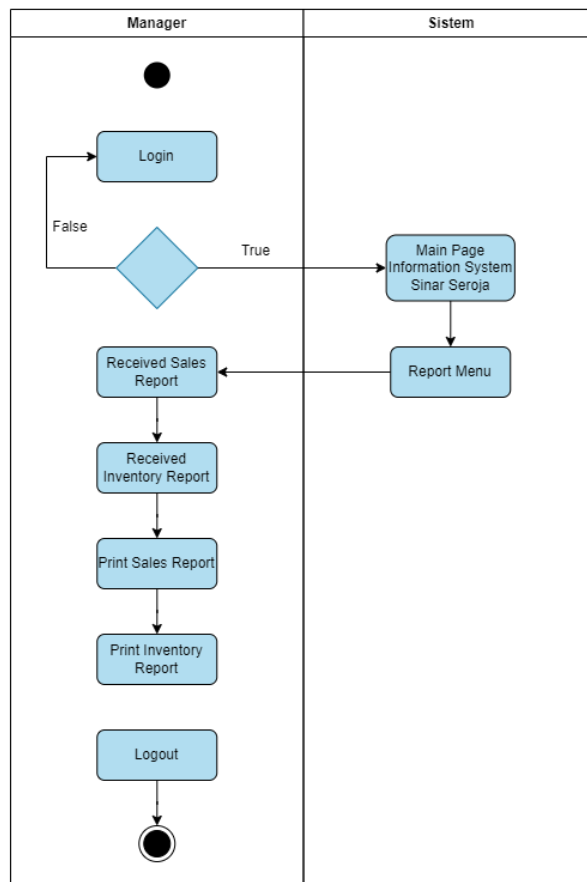 Manager
Sistem
Login
False
True
Main Page
Information System
Sinar Seroja
Received Sales
Report
Report Menu
Received
Inventory Report
Print Sales Report
Print Inventory
Report
Logout